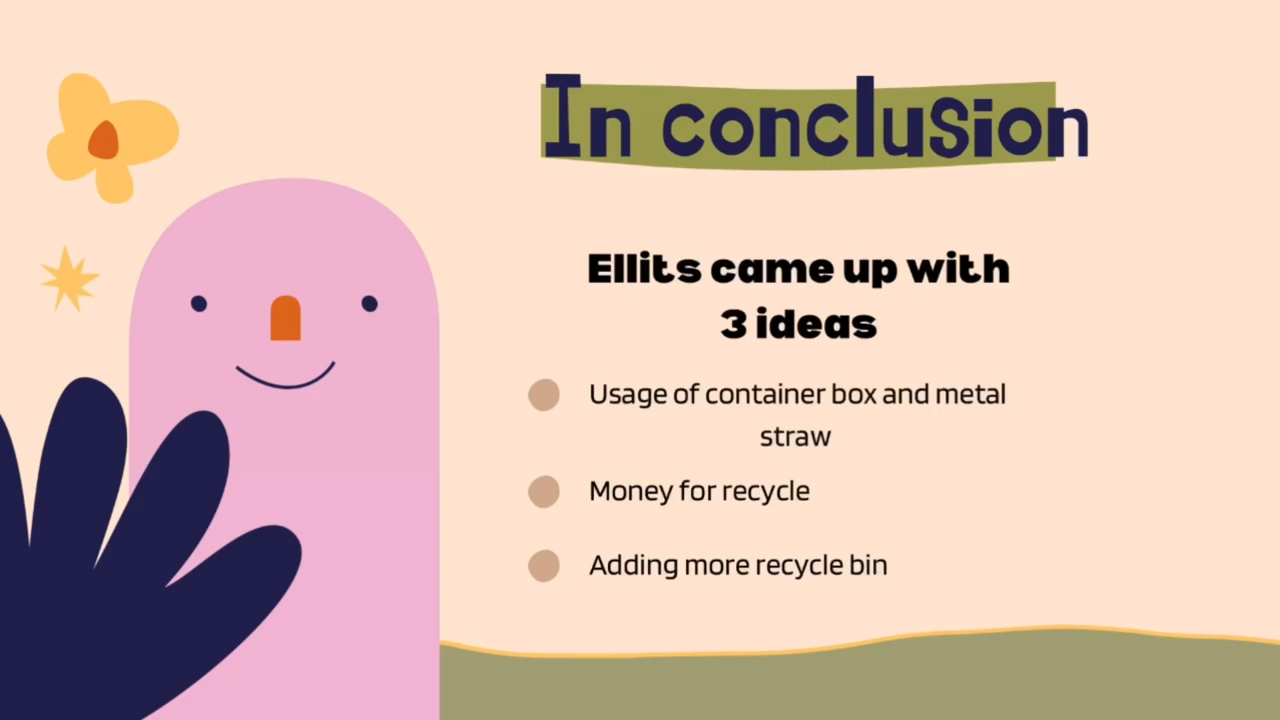 In conclusion
Ellits came up with
3 ideas
Usage of container box and metal
straw
Money for recycle
Adding more recycle bin